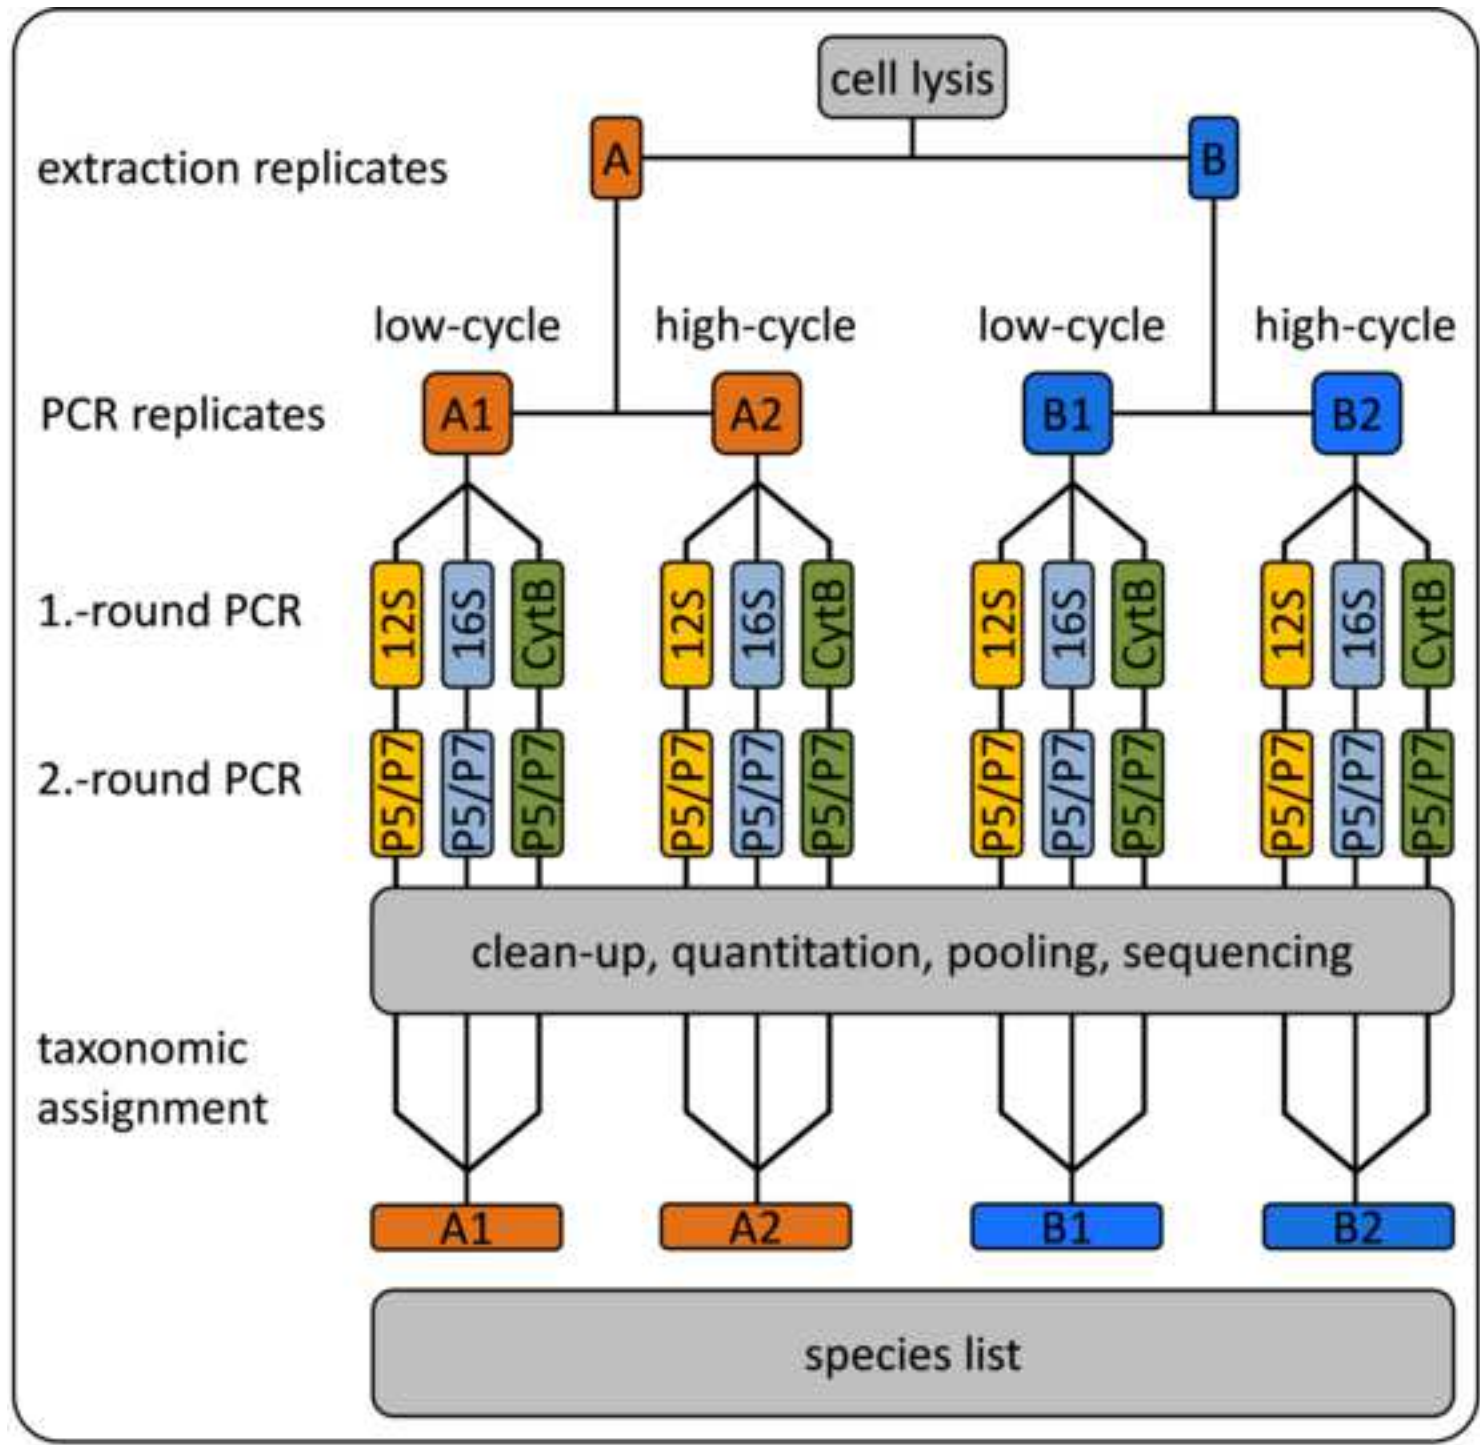 cell lysis
extraction replicates
A
B
low-cycle
high-cycle
low-cycle
high-cycle
PCR replicates
A1
A2
B1
B2
1.-round PCR
12S
16S
CytB
12S
16S
CytB
12S
16S
CytB
12S
16S
CytB
2.-round PCR
P5/P7
P5/P7
P5/P7
P5/P7
P5/P7
P5/P7
P5/P7
P5/P7
P5/P7
P5/P7
P5/P7
P5/P7
clean-up, quantitation, pooling, sequencing
taxonomic
assignment
A1
A2
B1
B2
species list